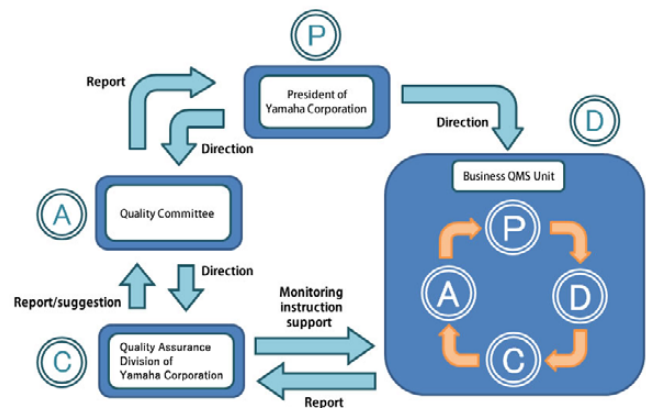 P
Report
President of
Yamaha Corporation
Direction
Direction
D
Business QMS Unit
A
Quality Committee
P
A
D
C
Direction
Report/suggestion
Monitoring
instruction
support
C
Quality Assurance
Division of
Yamaha Corporation
Report